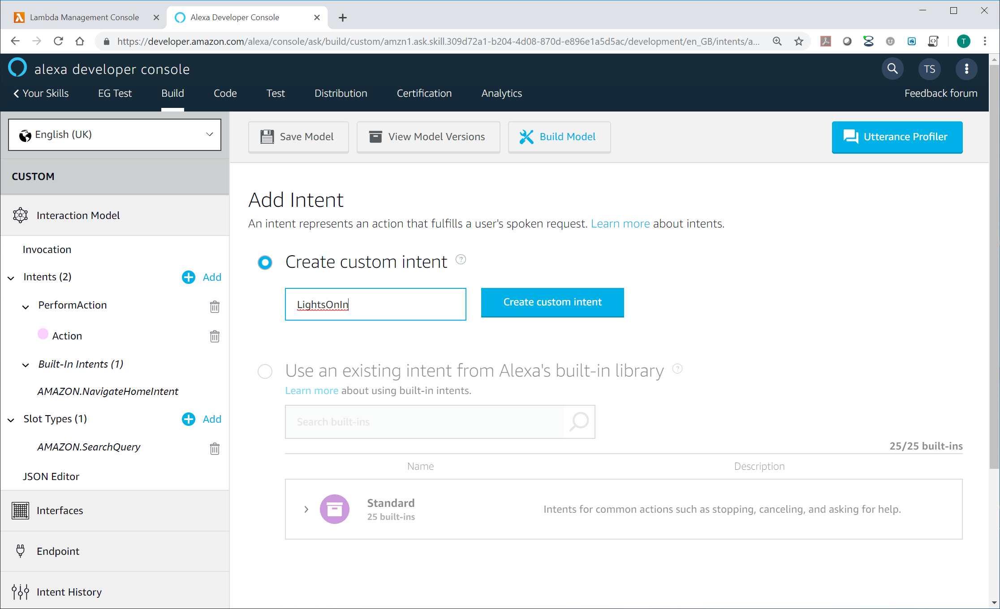 Lambda Management Console
Alexa Developer Console
https://developer.amazon.com/alexa/console/ask/build/custom/amzn1.ask.skill.309d72a1-b204-4d08-870d-e896e1a5d5ac/development/en_GB/intents/a...
T
alexa developer console
TS
Your Skills
EG Test
Build
Code
Test
Distribution
Certification
Analytics
Feedback forum
English (UK)
Save Model
View Model Versions
Build Model
Utterance Profiler
CUSTOM
Interaction Model
Invocation
Intents (2)
Add
PerformAction
Action
Built-In Intents (1)
AMAZON.NavigateHomeIntent
Slot Types (1)
Add
AMAZON.SearchQuery
JSON Editor
Interfaces
Endpoint
Intent History
Add Intent
An intent represents an action that fulfills a user's spoken request. Learn more about intents.
Create custom intent ?
LightsOnIn
Create custom intent
Use an existing intent from Alexa's built-in library ?
Learn more about using built-in intents.
Search built-ins
25/25 built-ins
Name
Description
Standard
25 built-ins
Intents for common actions such as stopping, canceling, and asking for help.